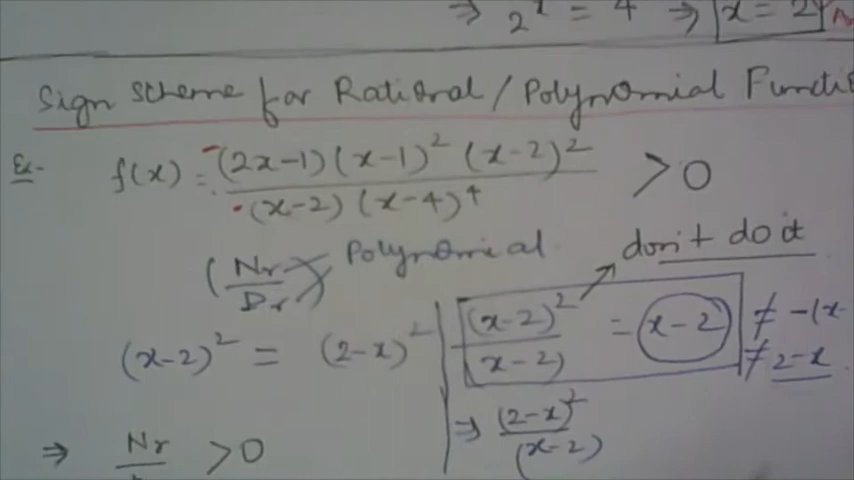 ⇒ 2^x = 4 ⇒ x = 2
Sign scheme for Rational / Polynomial Functi
Ex- f(x) = (2x-1) (x-1)² (x-2)² / (x-2) (x-4)⁴ > 0
(Nr / Dr) Polynomial don't do it
(x-2)² = (2-x)² | (x-2)² / (x-2) = x-2 ≠ -(x-
≠ 2-x
⇒ (2-x)² / (x-2)
⇒ Nr / > 0